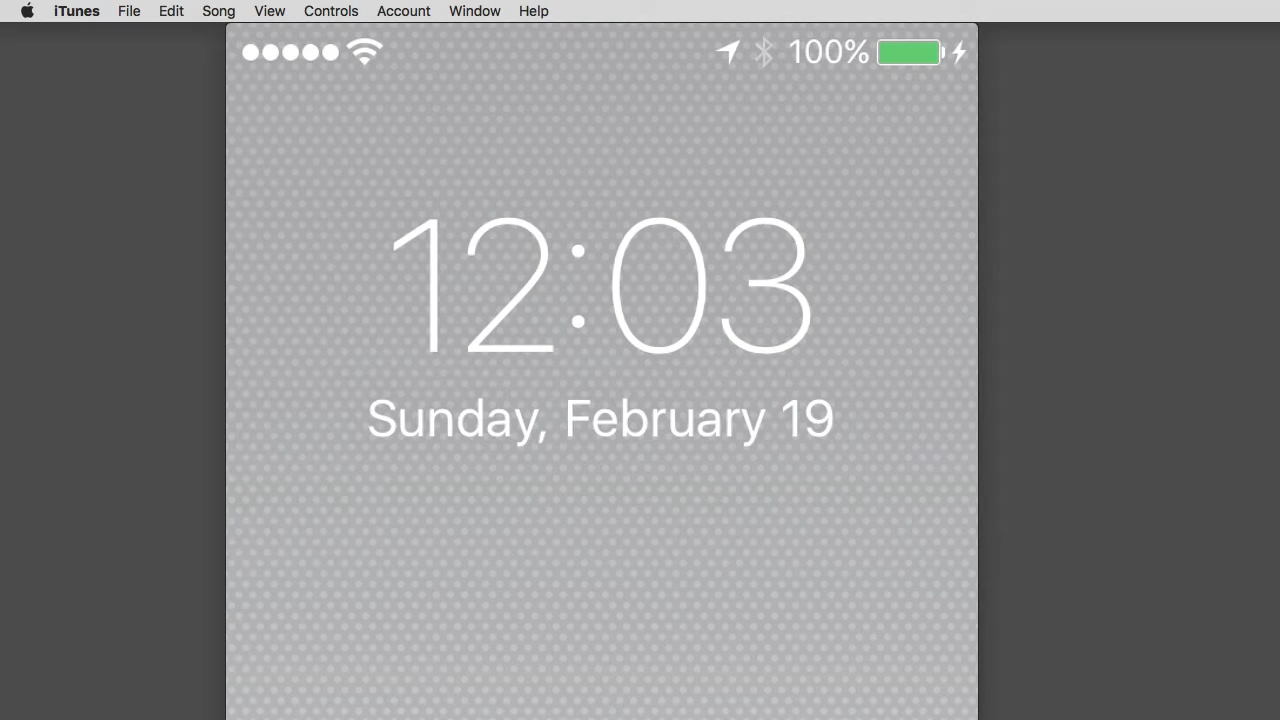 iTunes File Edit Song View Controls Account Window Help
100%
12:03
Sunday, February 19